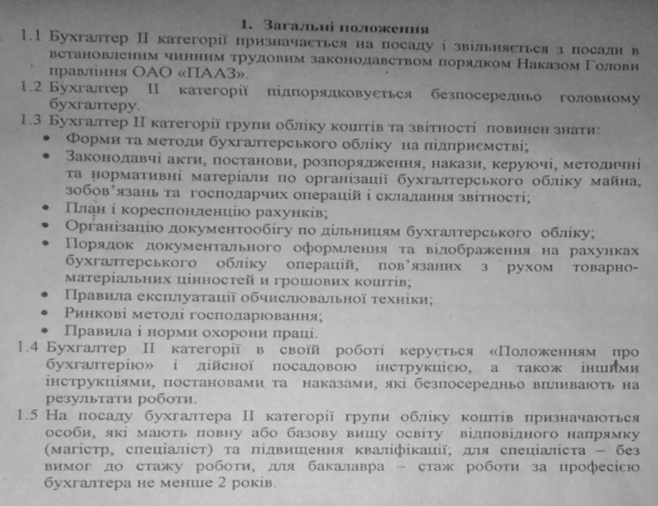 1. Загальні положення
1.1 Бухгалтер II категорії призначається на посаду і звільняється з посади в
встановленим чинним трудовим законодавством порядком Наказом Голови
правління ОАО «ПААЗ».
1.2 Бухгалтер II категорії підпорядковується безпосередньо головному
бухгалтеру.
1.3 Бухгалтер II категорії групи обліку коштів та звітності повинен знати:
• Форми та методи бухгалтерського обліку на підприємстві;
• Законодавчі акти, постанови, розпорядження, накази, керуючі, методичні
та нормативні матеріали по організації бухгалтерського обліку майна,
зобов'язань та господарчих операцій і складання звітності;
• План і кореспонденцію рахунків;
• Організацію документообігу по дільницям бухгалтерського обліку;
• Порядок документального оформлення та відображення на рахунках
бухгалтерського обліку операцій, пов'язаних з рухом товарно-
матеріальних цінностей и грошових коштів;
• Правила експлуатації обчислювальної техніки;
• Ринкові методі господарювання;
• Правила і норми охорони праці.
1.4 Бухгалтер II категорії в своїй роботі керується «Положенням про
бухгалтерію» і дійсної посадовою інструкцією, а також іншими
інструкціями, постановами та наказами, які безпосередньо впливають на
результати роботи.
1.5 На посаду бухгалтера II категорії групи обліку коштів призначаються
особи, які мають повну або базову вищу освіту відповідного напрямку
(магістр, спеціаліст) та підвищення кваліфікації; для спеціаліста – без
вимог до стажу роботи, для бакалавра – стаж роботи за професією
бухгалтера не менше 2 років.